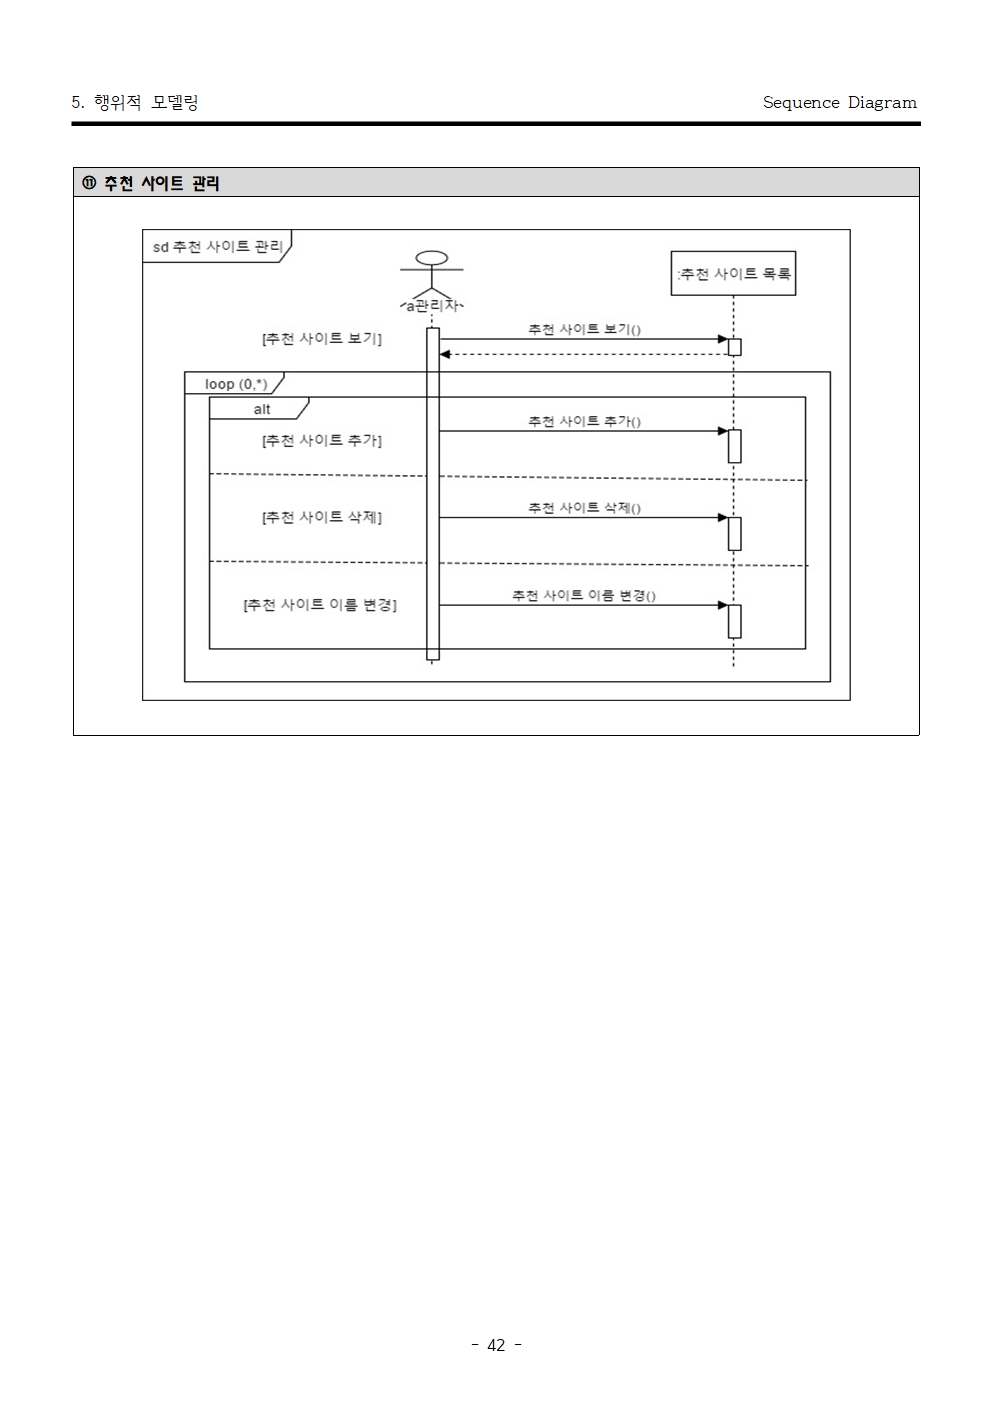 5. 행위적 모델링
Sequence Diagram
⑪ 추천 사이트 관리
sd 추천 사이트 관리
a관리자
:추천 사이트 목록
[추천 사이트 보기]
추천 사이트 보기()
loop (0,*)
alt
[추천 사이트 추가]
추천 사이트 추가()
[추천 사이트 삭제]
추천 사이트 삭제()
[추천 사이트 이름 변경]
추천 사이트 이름 변경()
- 42 -